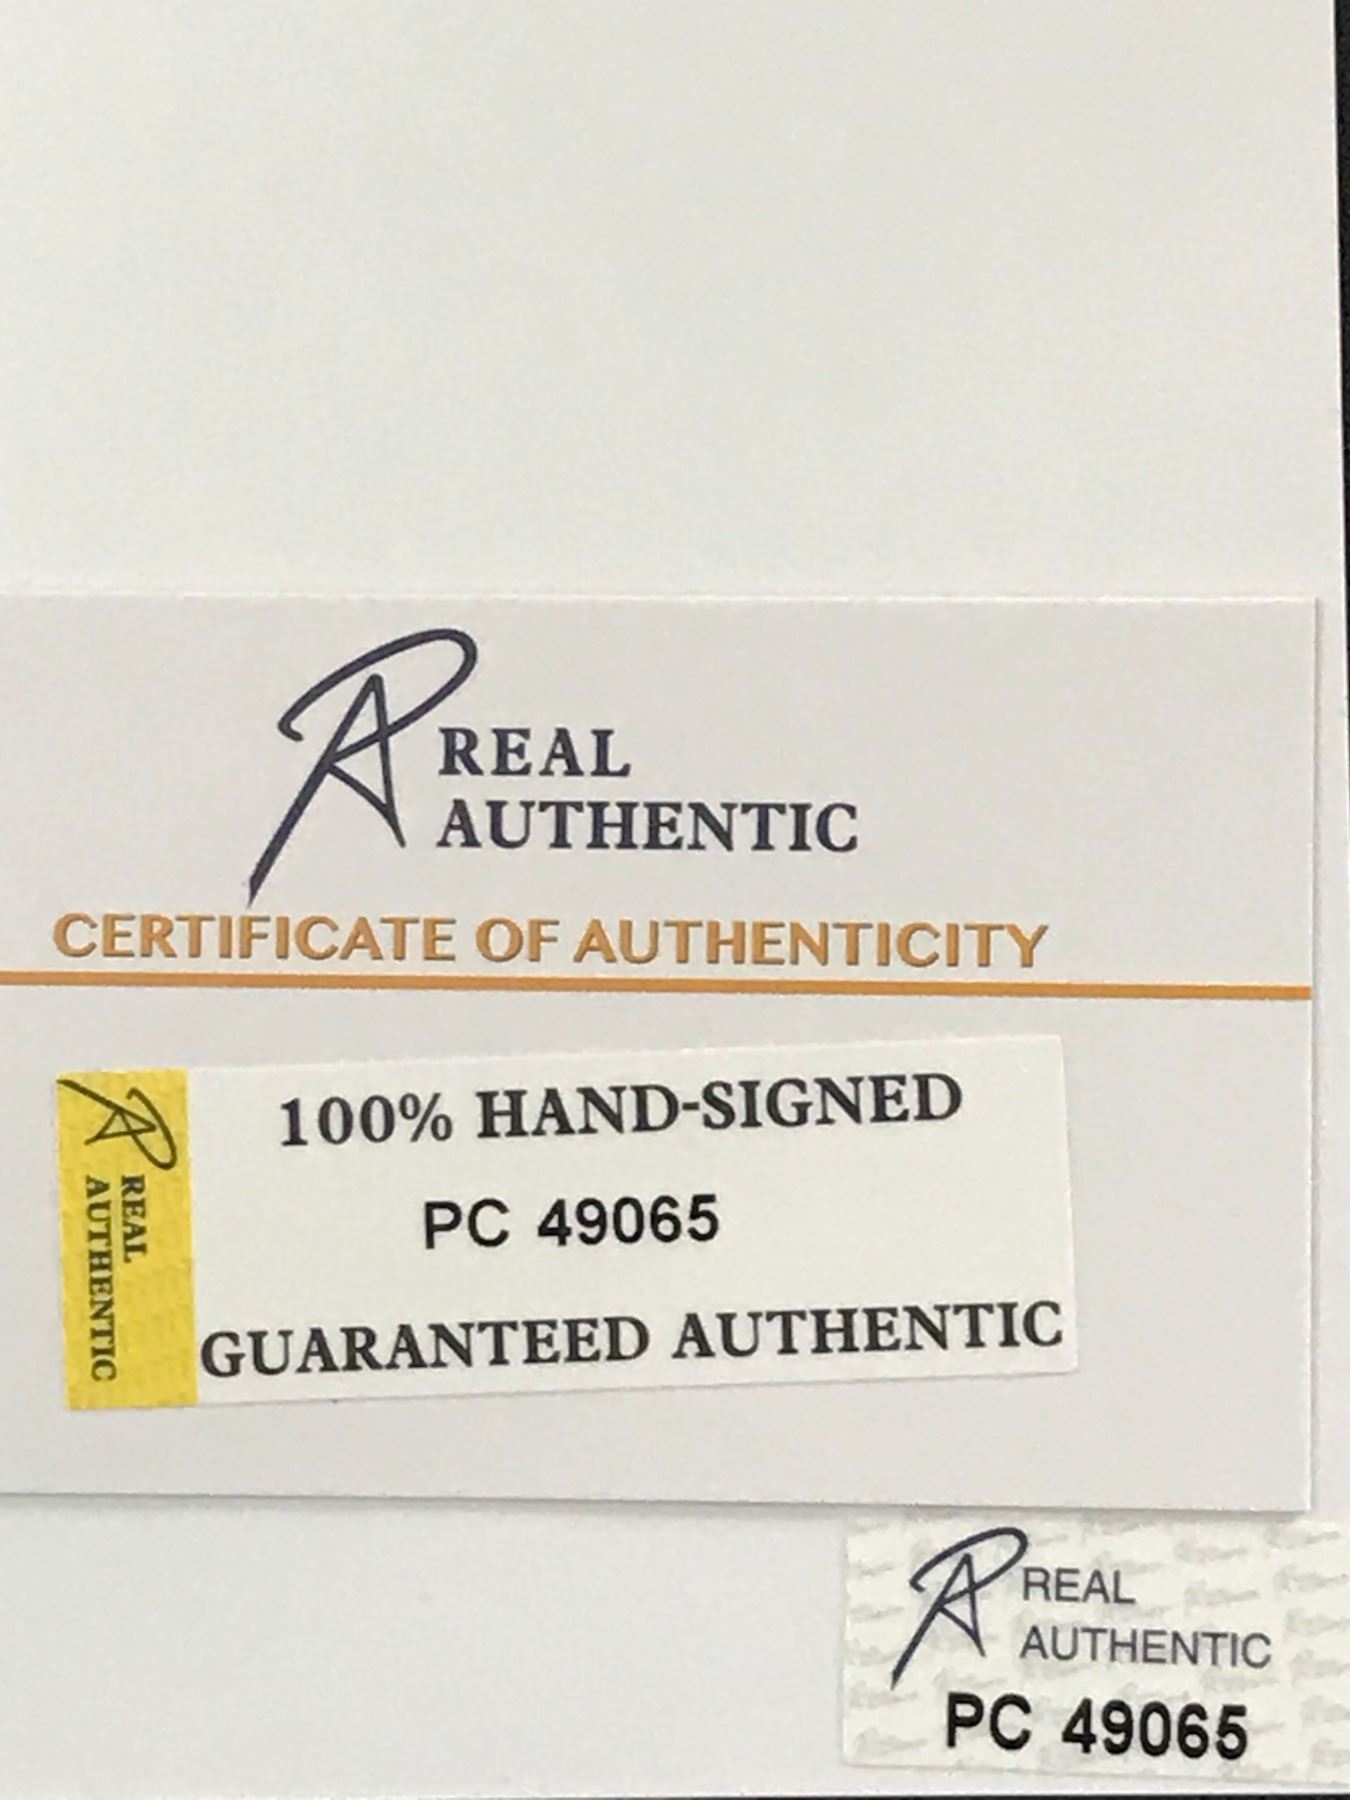 REAL
AUTHENTIC
CERTIFICATE OF AUTHENTICITY
REAL
AUTHENTIC
100% HAND-SIGNED
PC 49065
GUARANTEED AUTHENTIC
REAL
AUTHENTIC
PC 49065